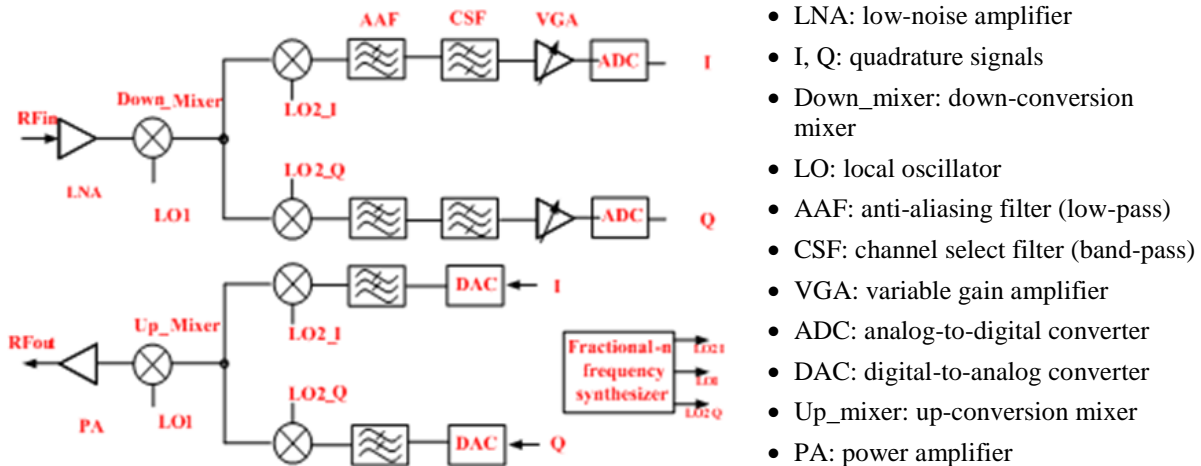 AAF CSF VGA
ADC I
LO2_I
Down_Mixer
RFin
LNA
LO1
LO2_Q
ADC Q
DAC I
LO2_I
Up_Mixer
RFout
PA
LO1
LO2_Q
DAC Q
Fractional-n
frequency
synthesizer
LO2 I
LO1
LO2 Q
• LNA: low-noise amplifier
• I, Q: quadrature signals
• Down_mixer: down-conversion
mixer
• LO: local oscillator
• AAF: anti-aliasing filter (low-pass)
• CSF: channel select filter (band-pass)
• VGA: variable gain amplifier
• ADC: analog-to-digital converter
• DAC: digital-to-analog converter
• Up_mixer: up-conversion mixer
• PA: power amplifier